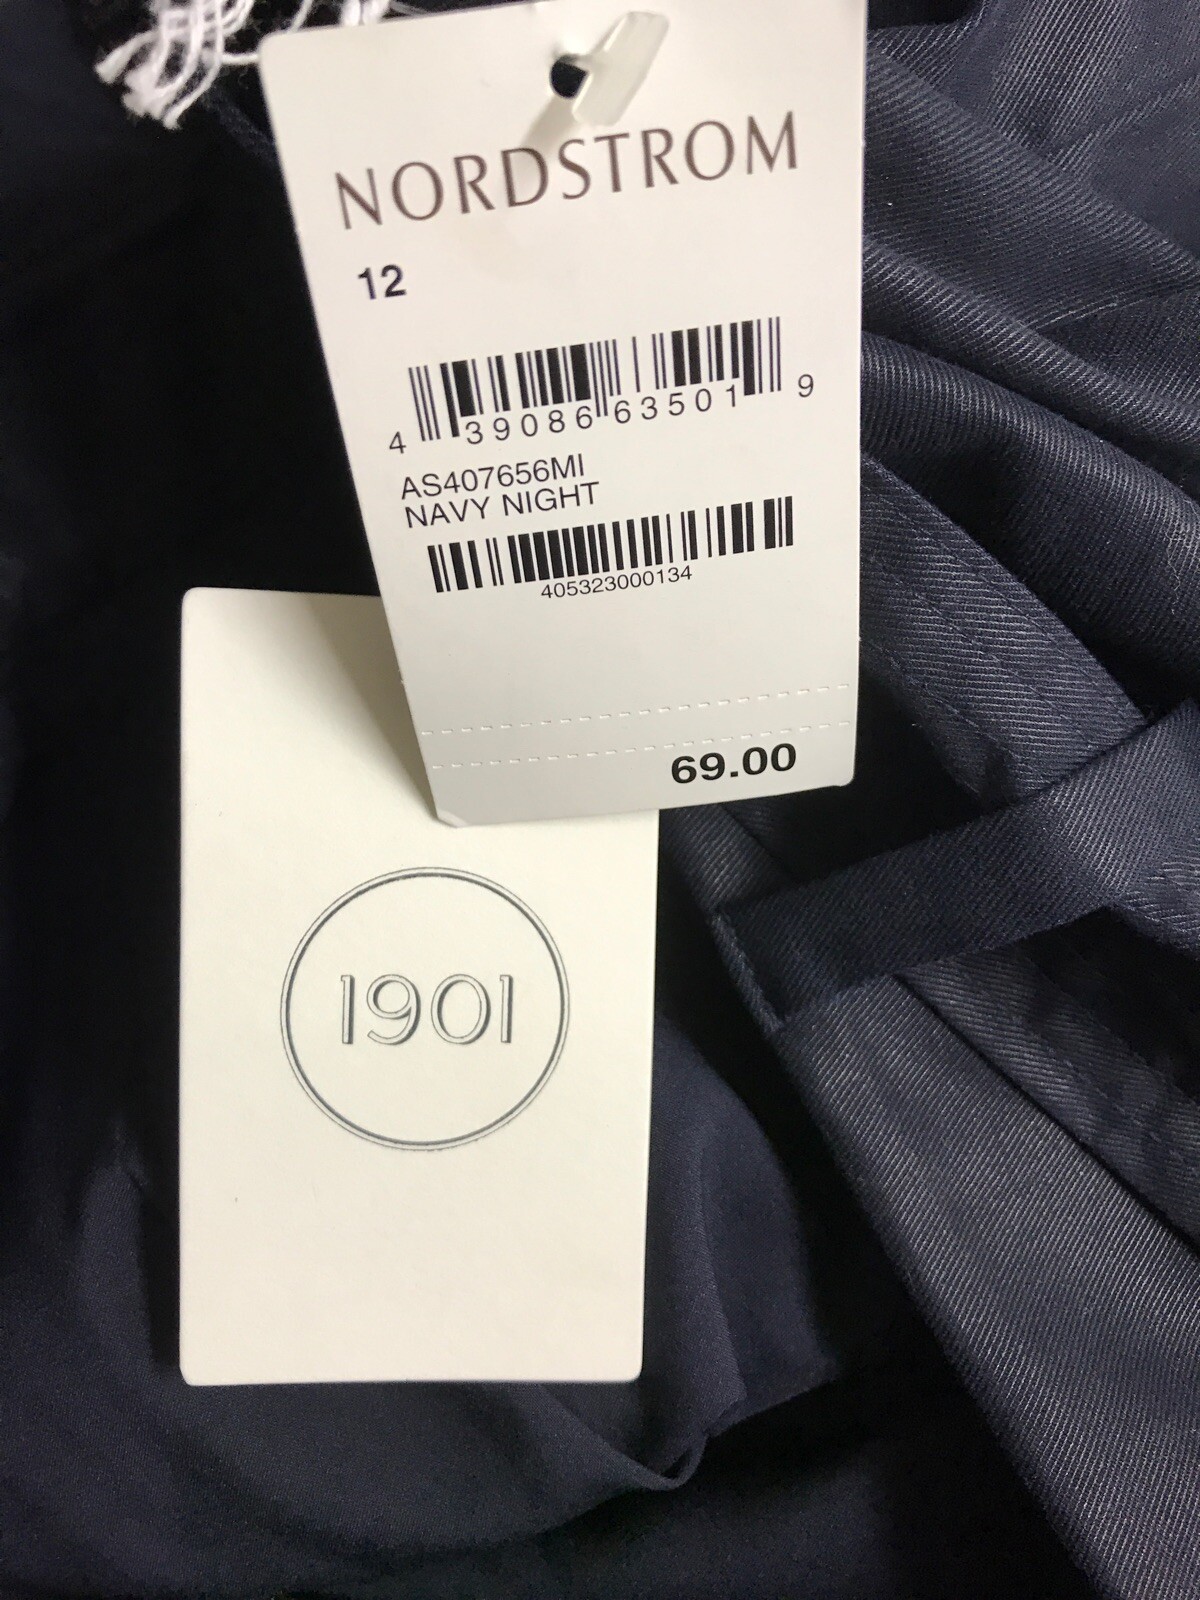 NORDSTROM
12
4 39086 63501 9
AS407656MI
NAVY NIGHT
405323000134
69.00
1901